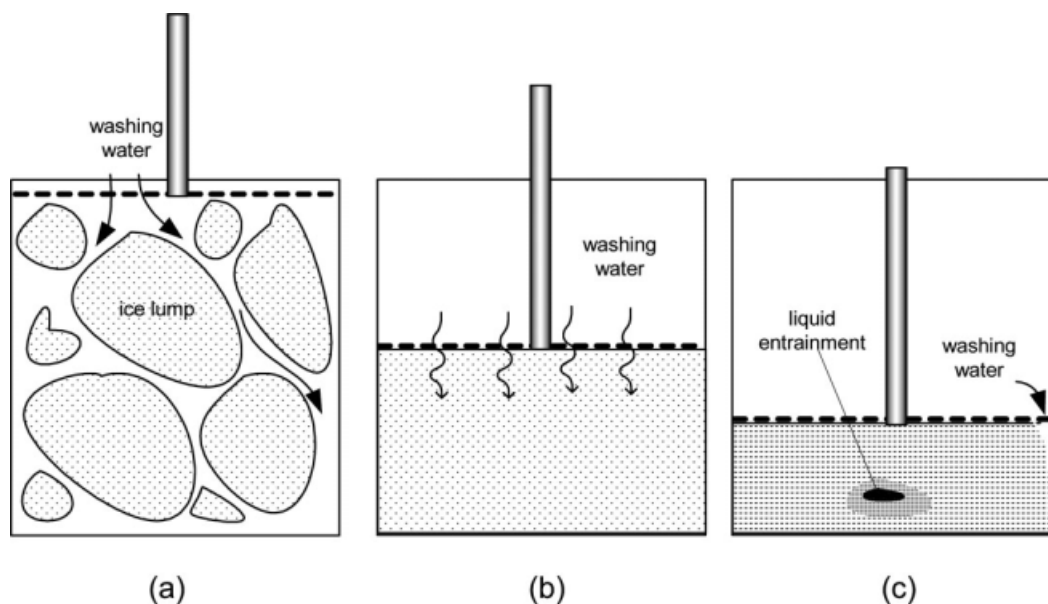 washing
water
ice lump
(a)
washing
water
(b)
liquid
entrainment
washing
water
(c)